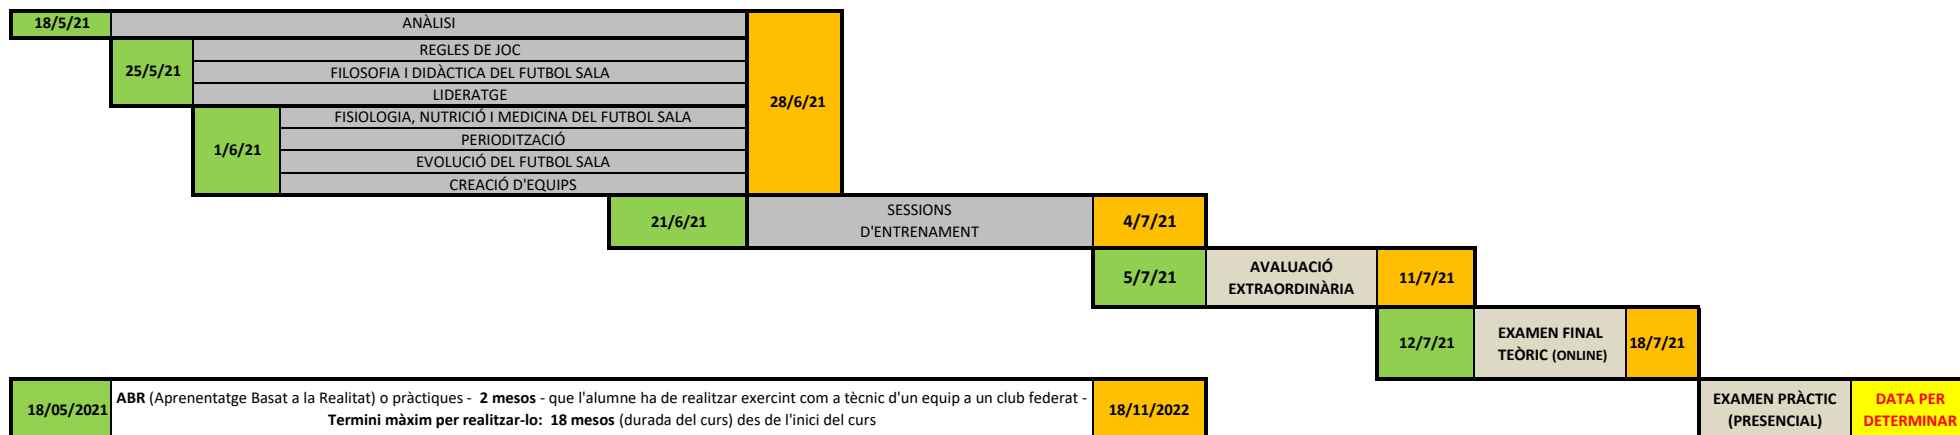 18/5/21 ANÀLISI
REGLES DE JOC
25/5/21 FILOSOFIA I DIDÀCTICA DEL FUTBOL SALA
LIDERATGE
28/6/21
FISIOLOGIA, NUTRICIÓ I MEDICINA DEL FUTBOL SALA
PERIODITZACIÓ
1/6/21
EVOLUCIÓ DEL FUTBOL SALA
CREACIÓ D'EQUIPS
21/6/21
SESSIONS
D'ENTRENAMENT
4/7/21
5/7/21
AVALUACIÓ
EXTRAORDINÀRIA
11/7/21
12/7/21
EXAMEN FINAL
TEÒRIC (ONLINE)
18/7/21
18/05/2021
ABR (Aprenentatge Basat a la Realitat) o pràctiques - 2 mesos - que l'alumne ha de realitzar exercint com a tècnic d'un equip a un club federat -
Termini màxim per realitzar-lo: 18 mesos (durada del curs) des de l'inici del curs
18/11/2022
EXAMEN PRÀCTIC
(PRESENCIAL)
DATA PER
DETERMINAR